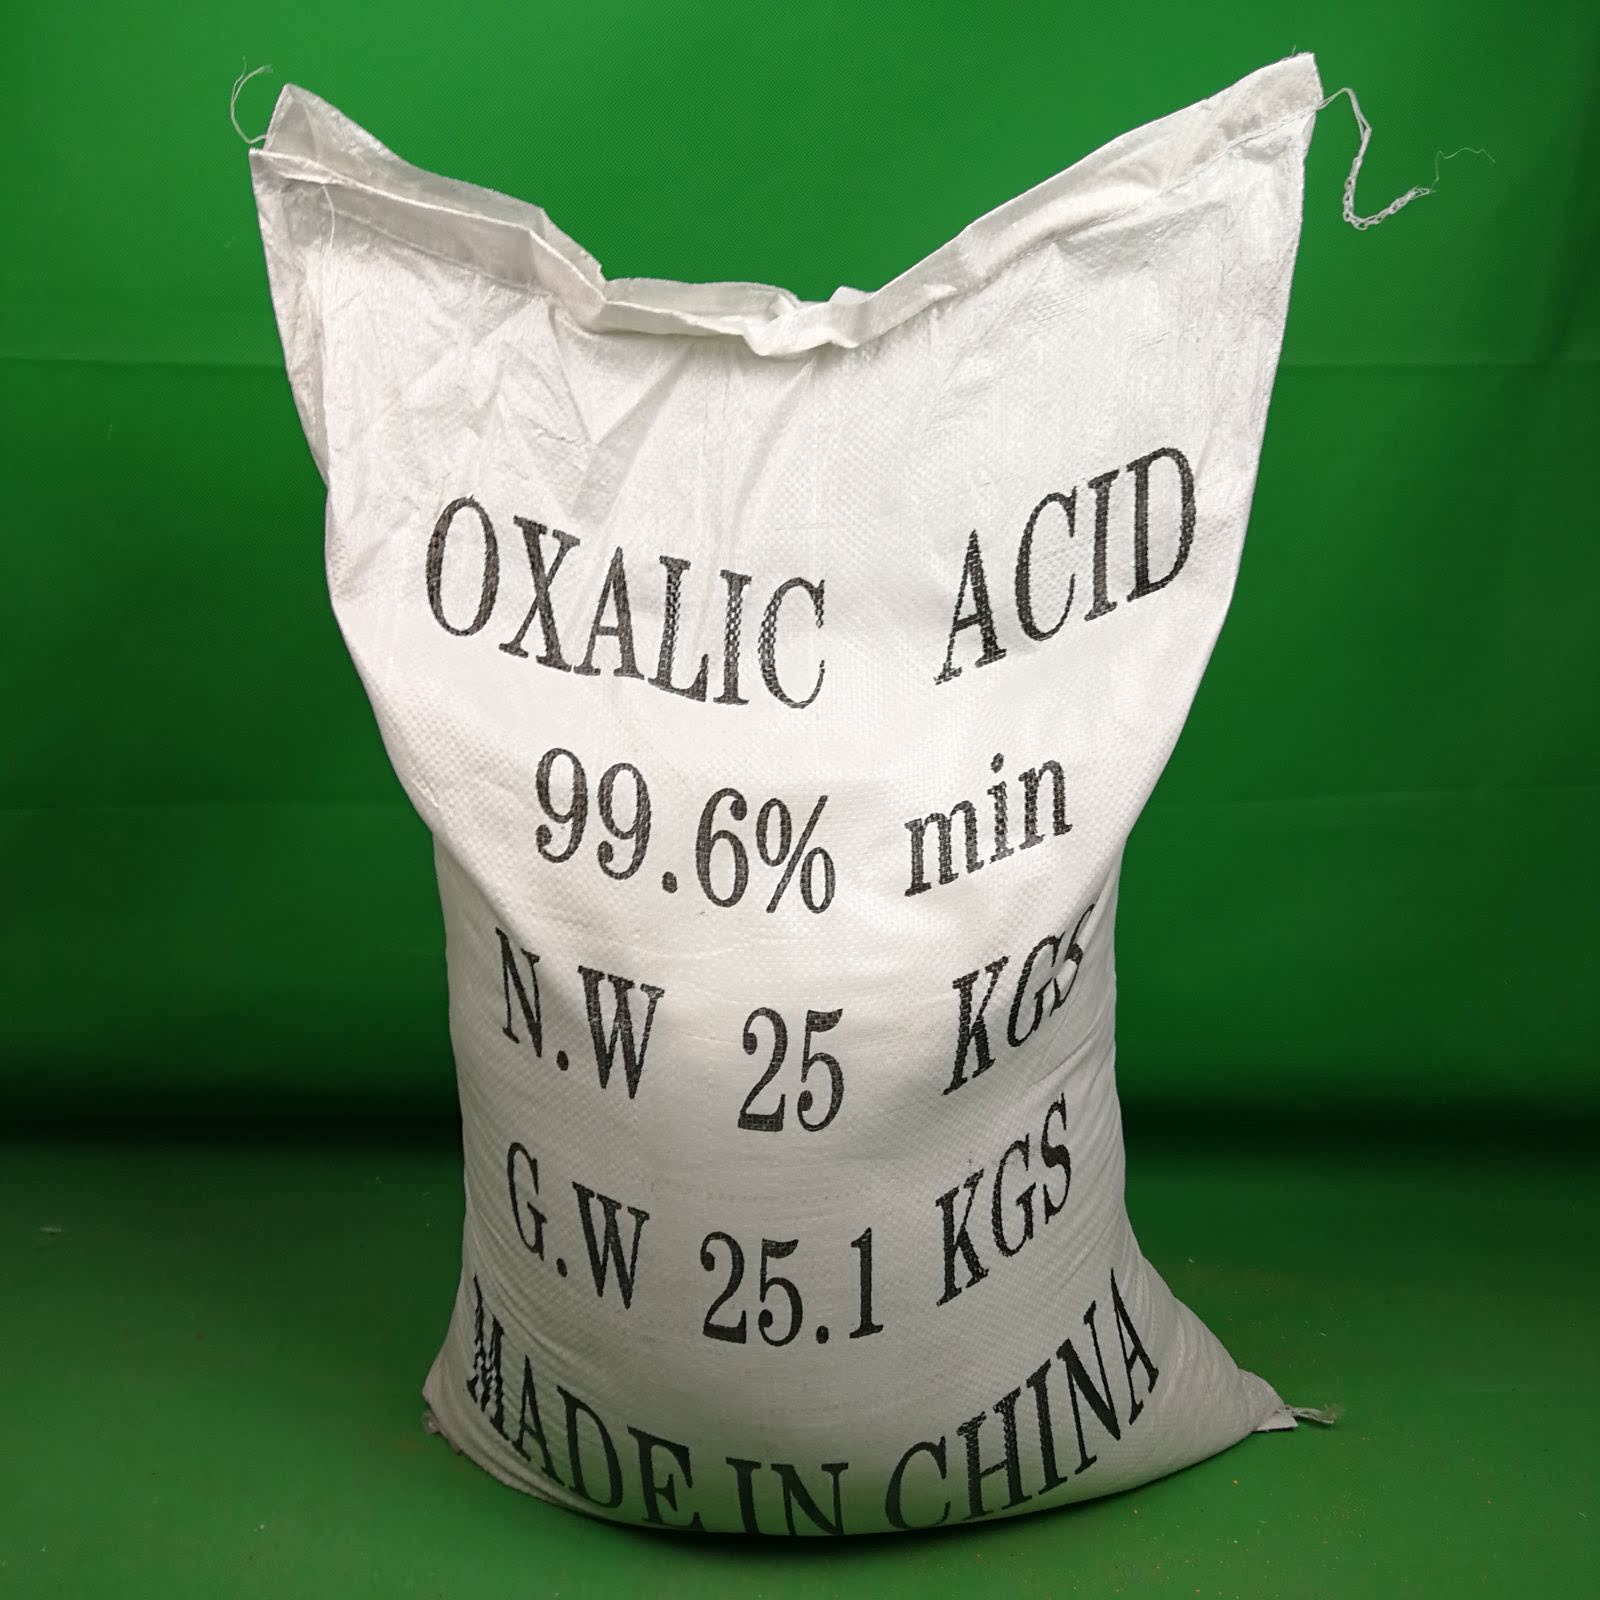 OXALIC ACID
99.6% min
N.W 25 KGS
G.W 25.1 KGS
MADE IN CHINA